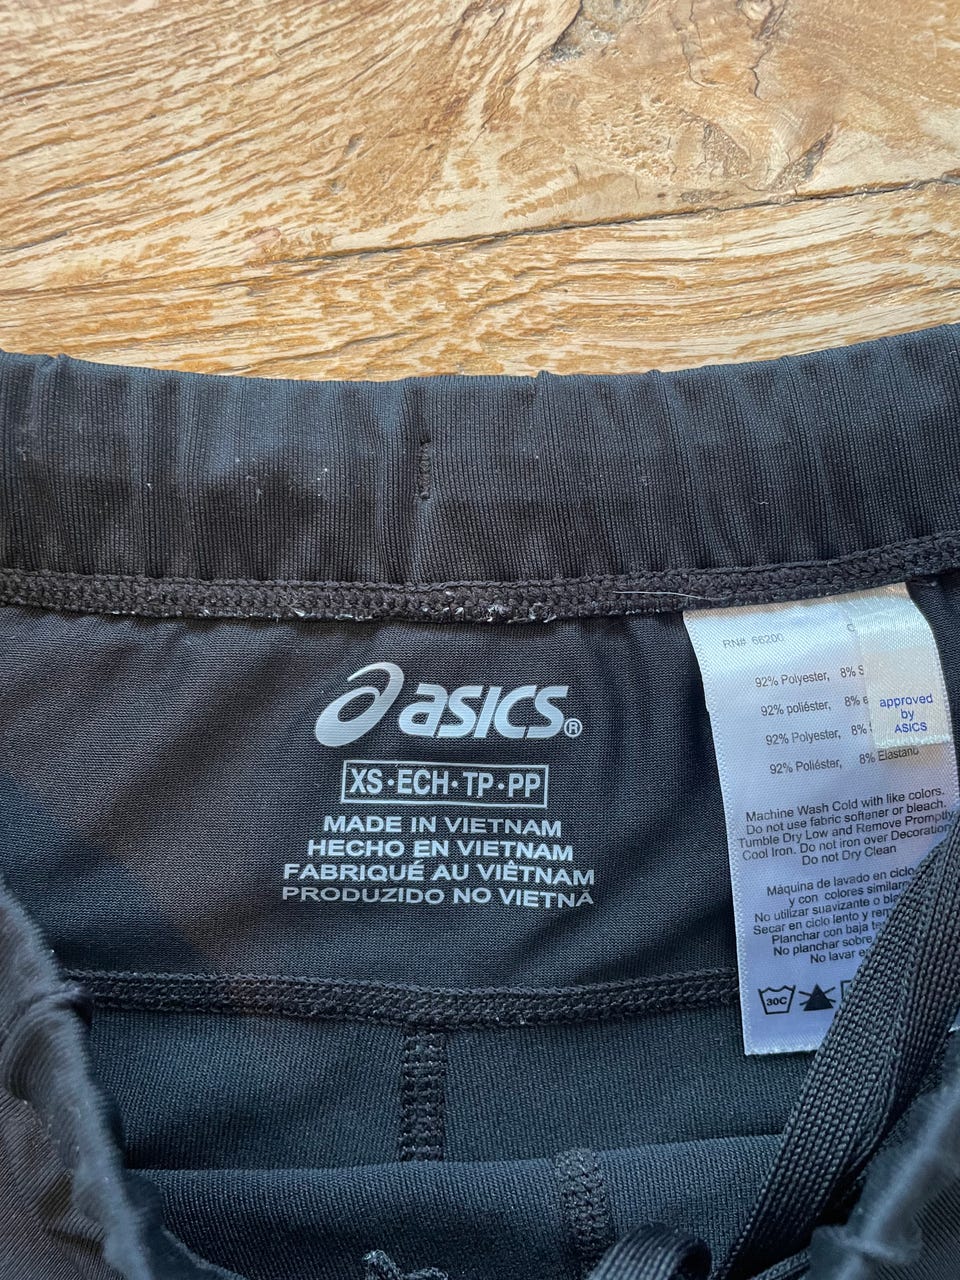 asics®
XS·ECH·TP·PP
MADE IN VIETNAM
HECHO EN VIETNAM
FABRIQUÉ AU VIÊTNAM
PRODUZIDO NO VIETNÃ
RN# 66200
92% Polyester, 8%
92% poliéster, 8%
92% Polyester, 8%
92% Poliéster, 8% Elastano
approved
by
ASICS
Machine Wash Cold with like colors.
Do not use fabric softener or bleach.
Tumble Dry Low and Remove Promptly
Cool Iron. Do not iron over Decoration
Do not Dry Clean
Máquina de lavado en ciclo
y con colores
No utilizar suavizante o
Secar en ciclo lento y
Planchar con baja
No planchar sobre
No lavar
30C